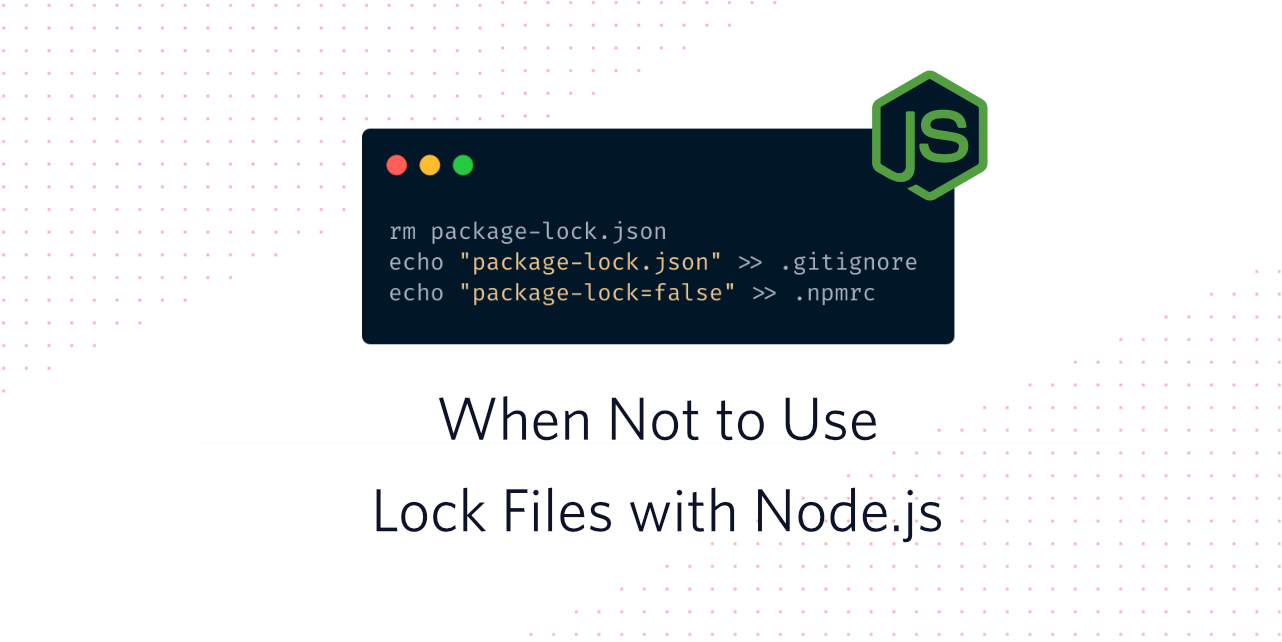 JS
rm package-lock.json
echo "package-lock.json" >> .gitignore
echo "package-lock=false" >> .npmrc
When Not to Use
Lock Files with Node.js